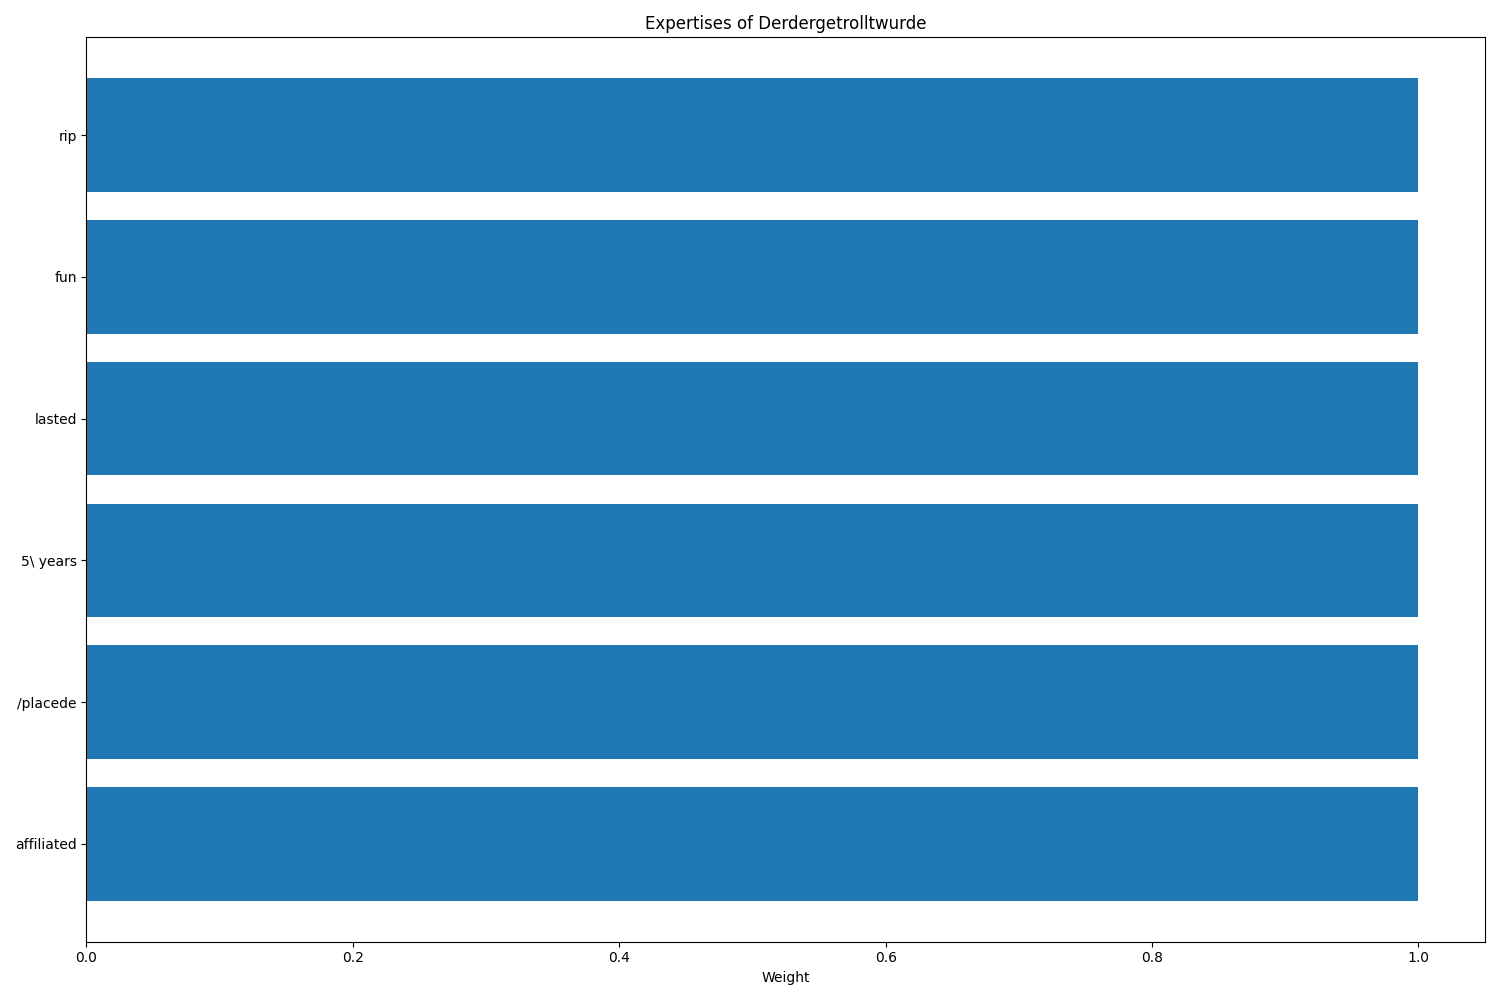 Expertises of Derdergetrolltwurde
rip
fun
lasted
5\ years
/placede
affiliated
0.0 0.2 0.4 0.6 0.8 1.0
Weight